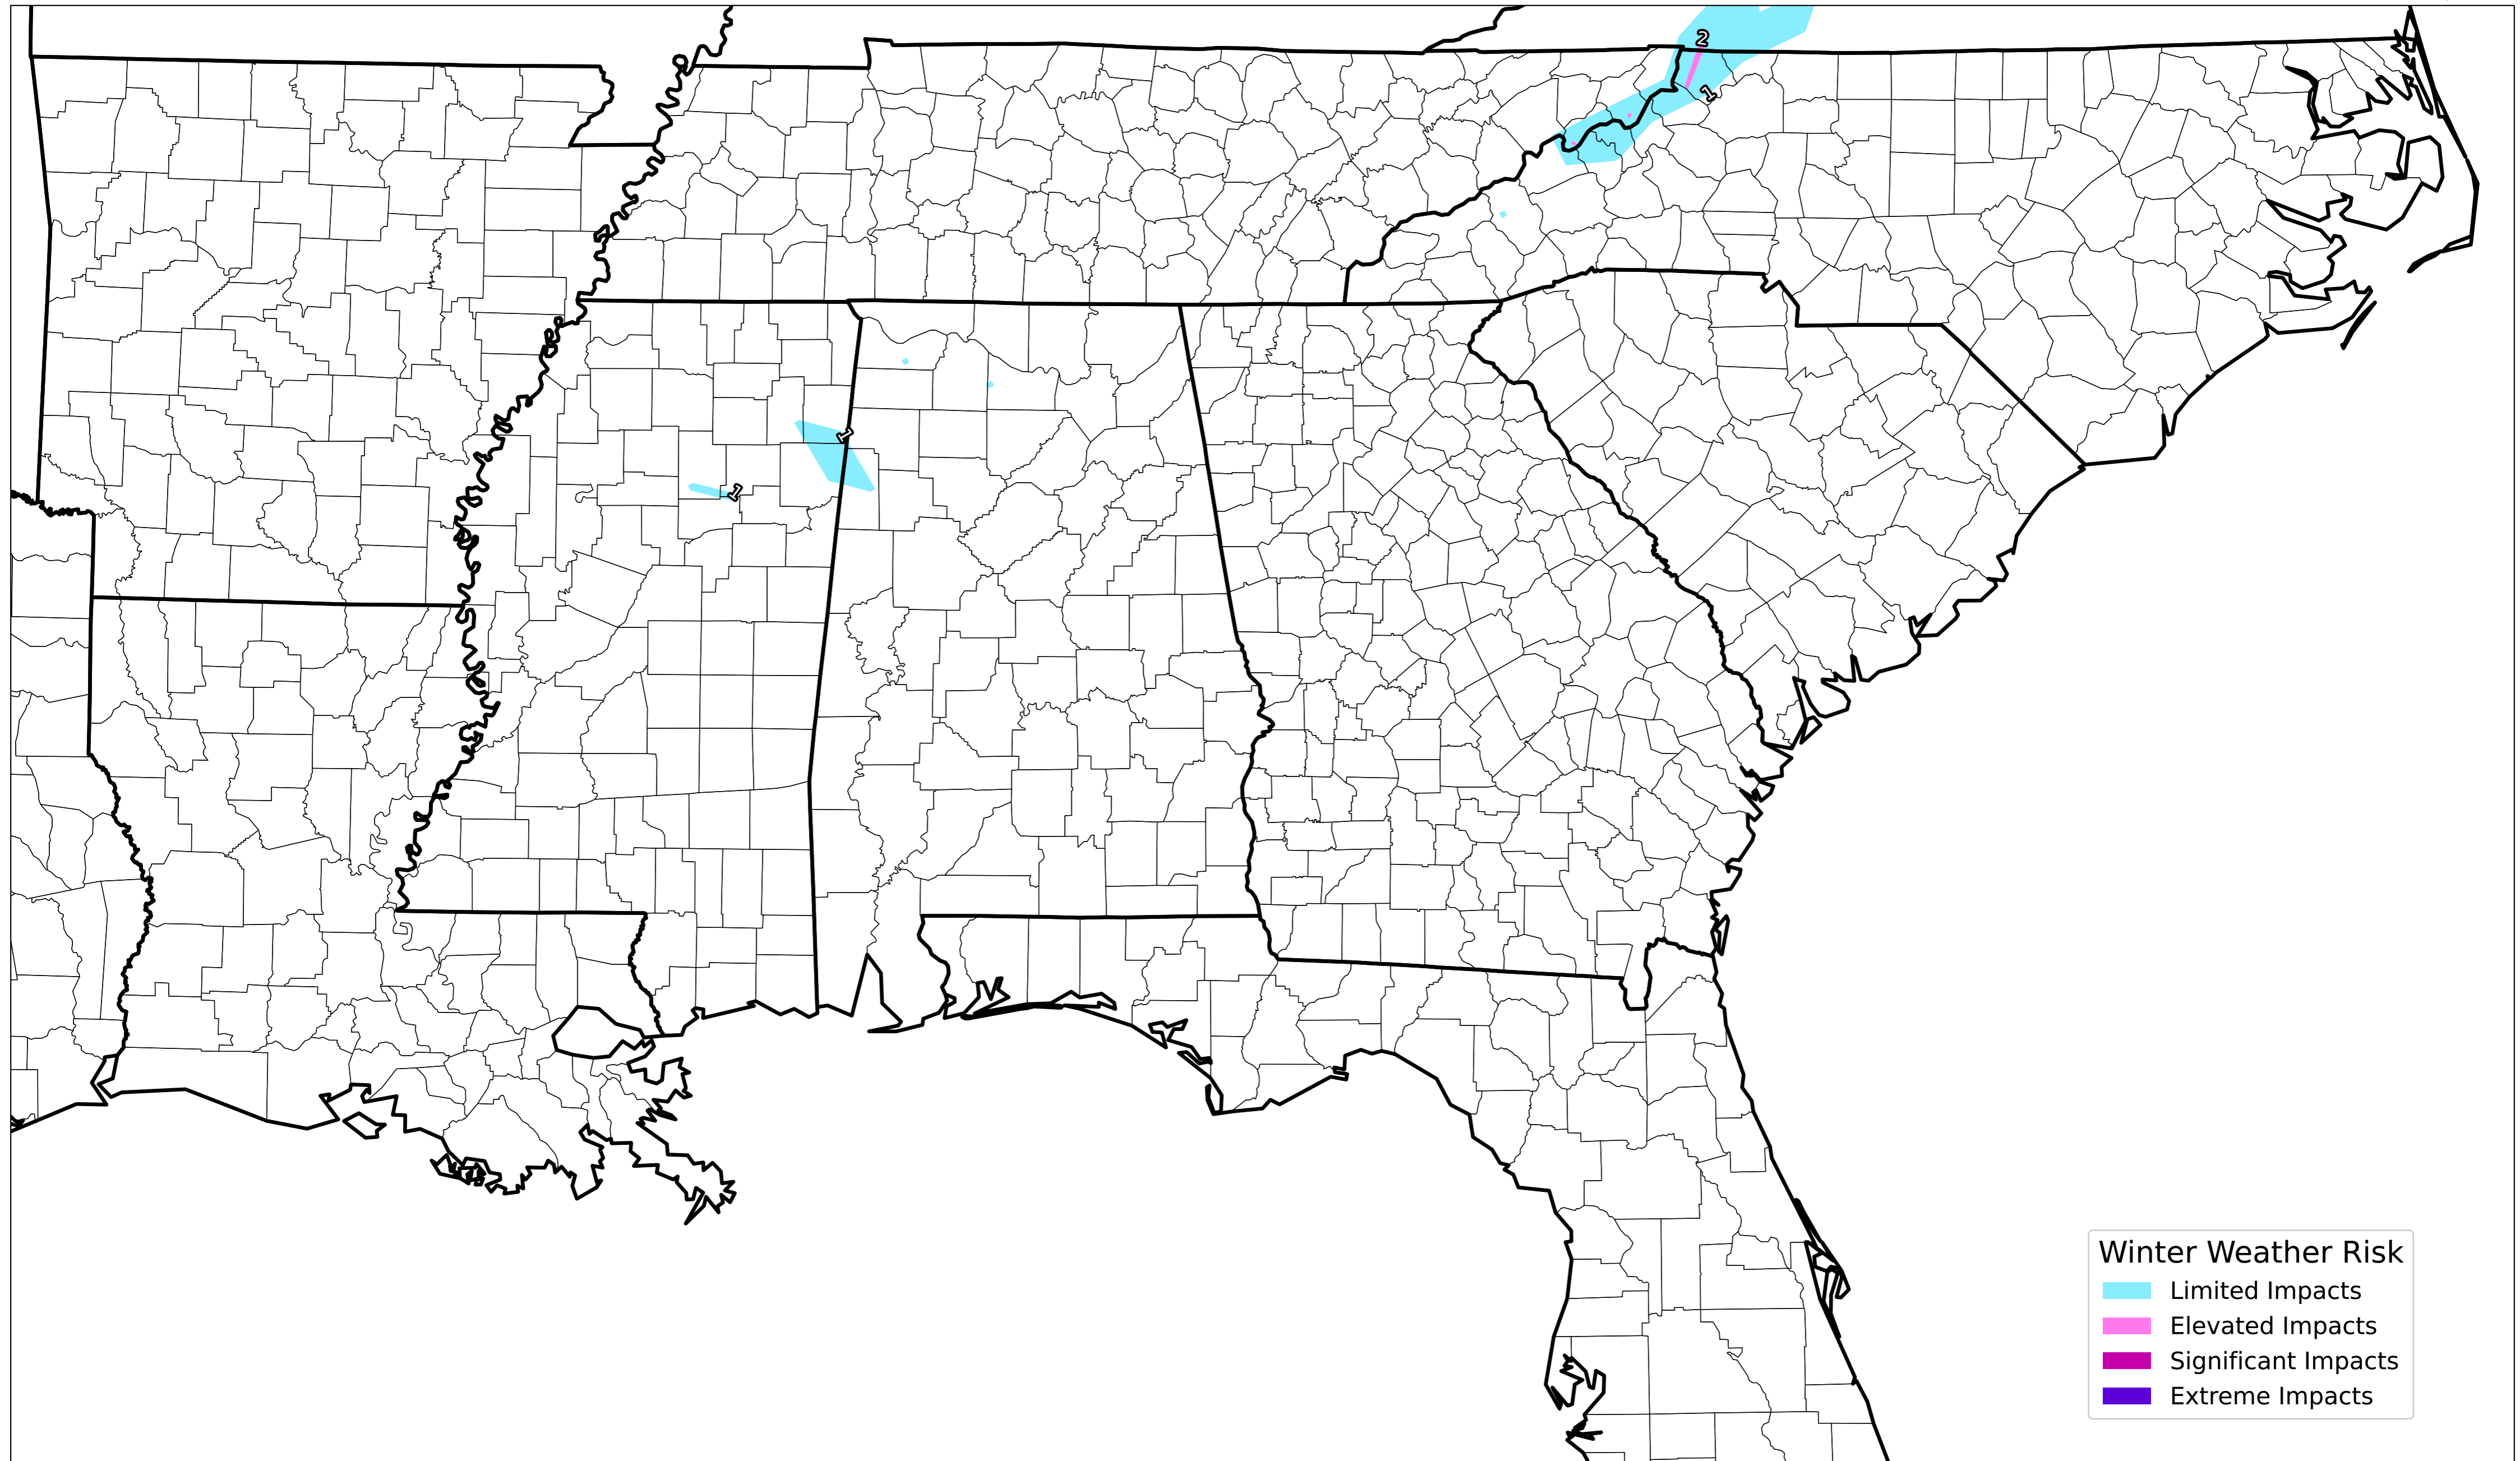 2
1
1
1
Winter Weather Risk
Limited Impacts
Elevated Impacts
Significant Impacts
Extreme Impacts